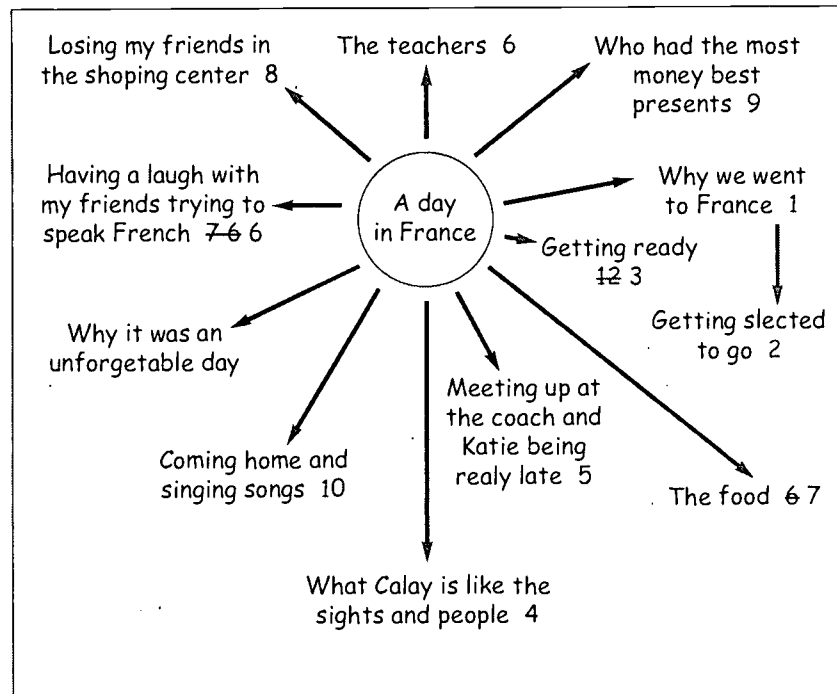 Losing my friends in
the shoping center 8
The teachers 6
Who had the most
money best
presents 9
Having a laugh with
my friends trying to
speak French 7 6 6
A day
in France
Why we went
to France 1
Getting ready
12 3
Getting slected
to go 2
Why it was an
unforgetable day
Meeting up at
the coach and
Katie being
realy late 5
Coming home and
singing songs 10
The food 6 7
What Calay is like the
sights and people 4